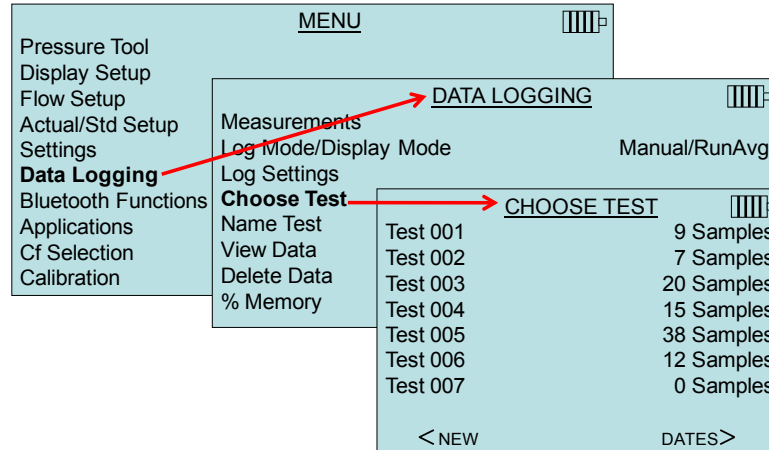 MENU
Pressure Tool
Display Setup
Flow Setup
Actual/Std Setup
Settings
Data Logging
Bluetooth Functions
Applications
Cf Selection
Calibration
DATA LOGGING
Measurements
Log Mode/Display Mode Manual/RunAvg
Log Settings
Choose Test
Name Test
View Data
Delete Data
% Memory
CHOOSE TEST
Test 001 9 Samples
Test 002 7 Samples
Test 003 20 Samples
Test 004 15 Samples
Test 005 38 Samples
Test 006 12 Samples
Test 007 0 Samples
<NEW DATES>